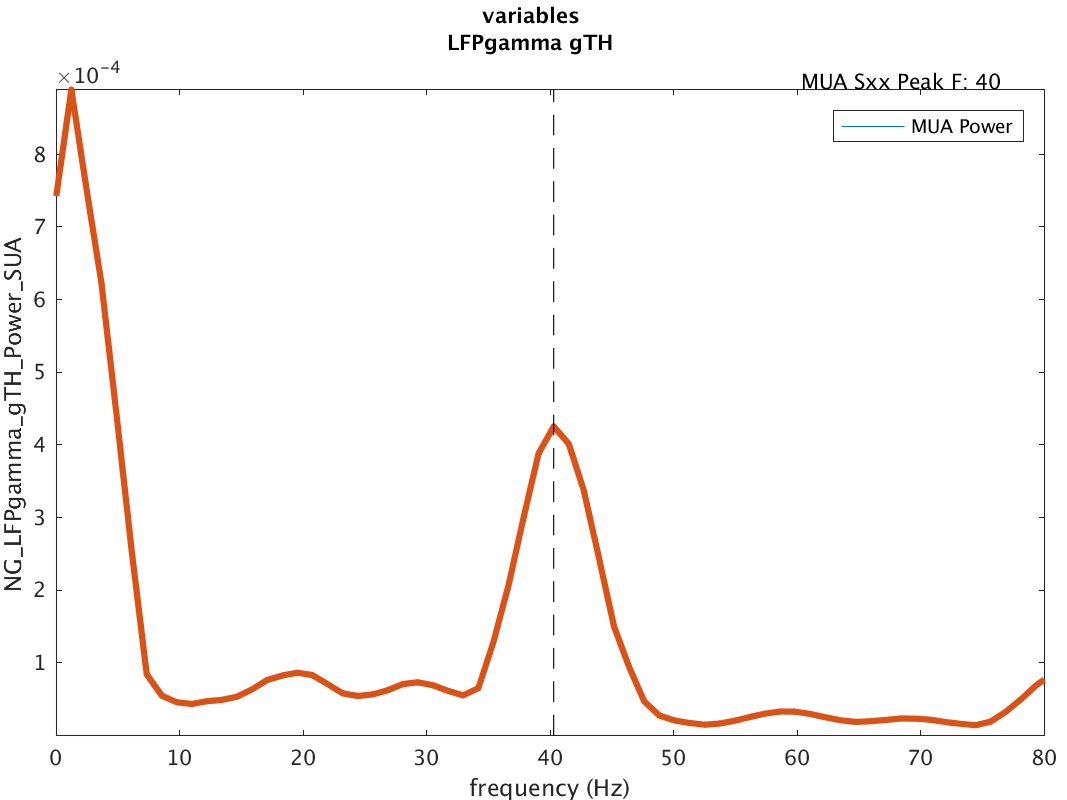 variables
LFPgamma gTH
×10⁻⁴
MUA Sxx Peak F: 40
MUA Power
8
7
6
5
4
3
2
1
NG_LFPgamma_gTH_Power_SUA
0 10 20 30 40 50 60 70 80
frequency (Hz)